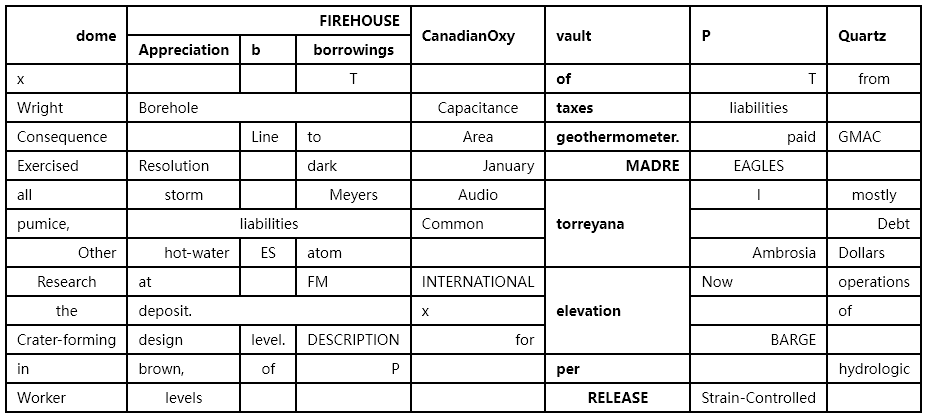 dome FIREHOUSE CanadianOxy vault P Quartz
Appreciation b borrowings
x T of T from
Wright Borehole Capacitance taxes liabilities
Consequence Line to Area geothermometer. paid GMAC
Exercised Resolution dark January MADRE EAGLES
all storm Meyers Audio torreyana I mostly
pumice, liabilities Common Debt
Other hot-water ES atom Ambrosia Dollars
Research at FM INTERNATIONAL elevation Now operations
the deposit. x of
Crater-forming design level. DESCRIPTION for BARGE
in brown, of P per hydrologic
Worker levels RELEASE Strain-Controlled